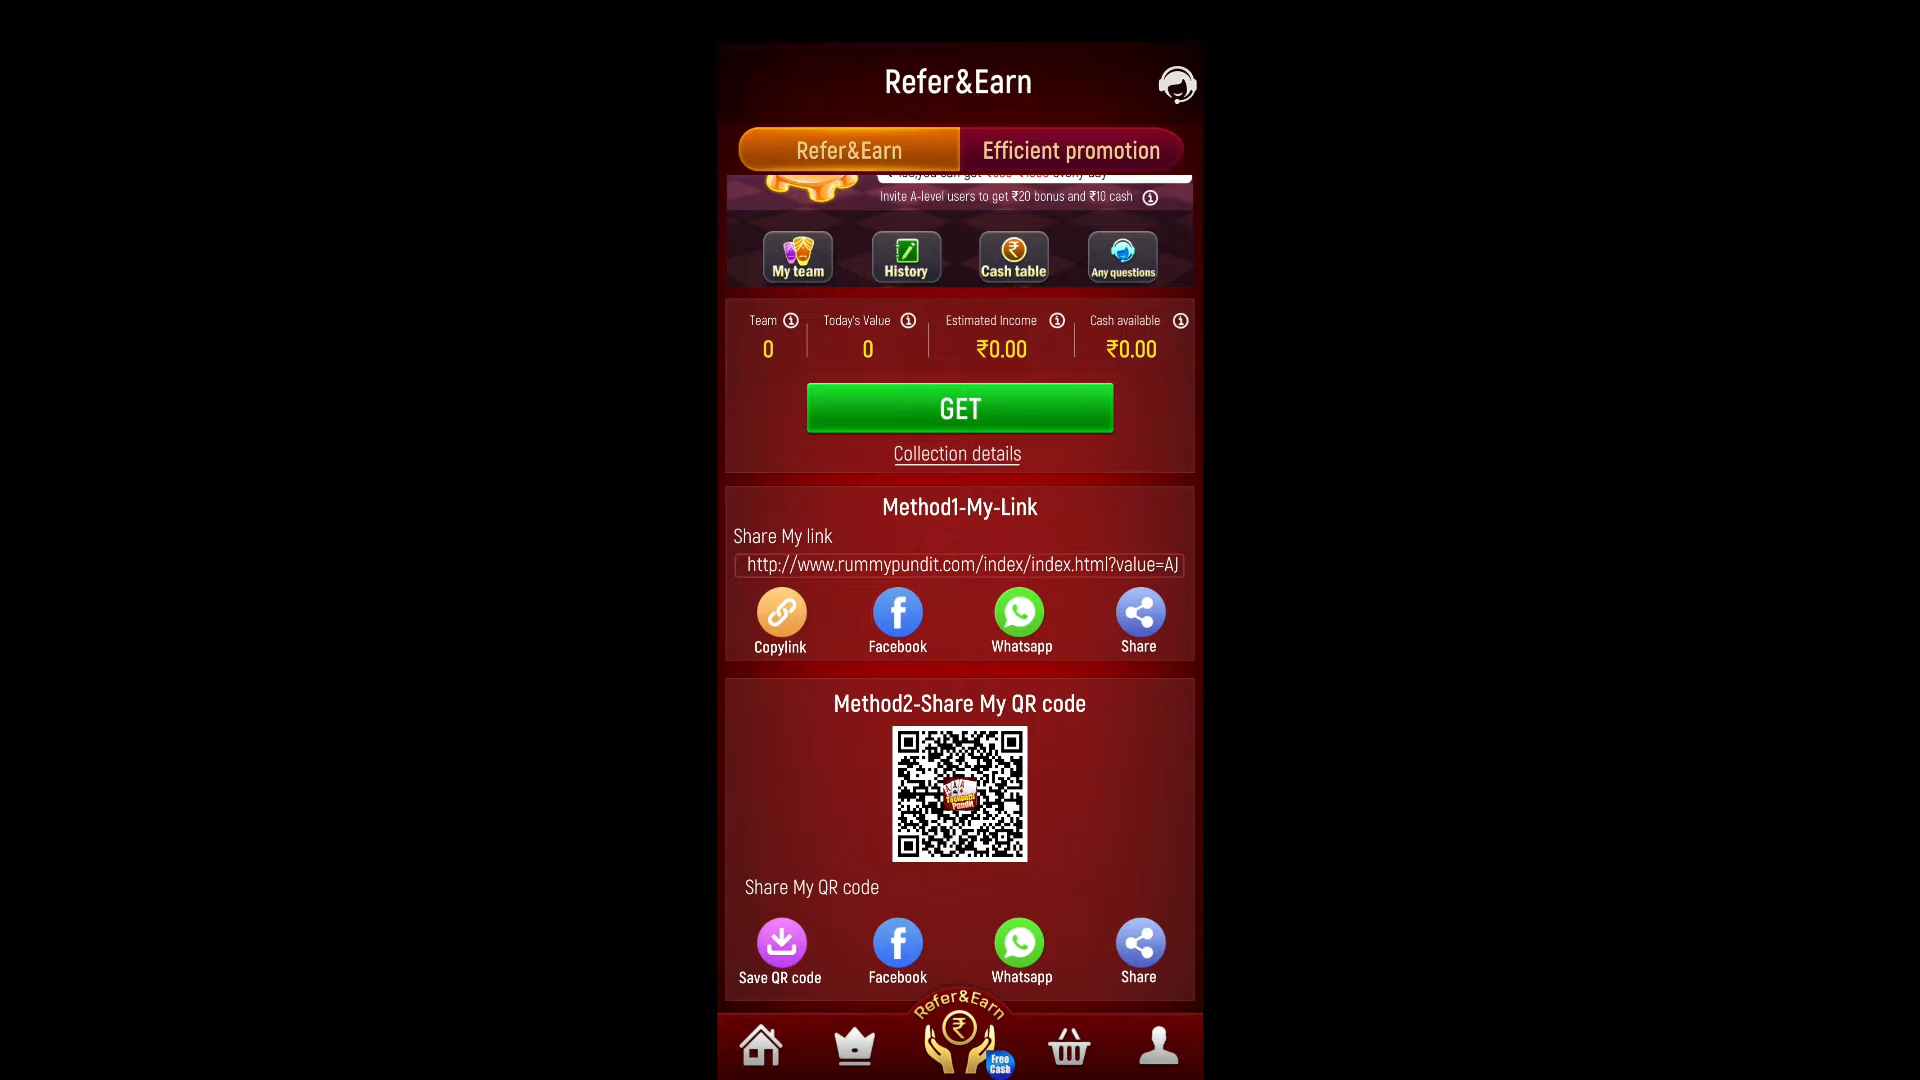 Refer&Earn
Refer&Earn
Efficient promotion
Invite A-level users to get ₹20 bonus and ₹10 cash
My team
History
Cash table
Any questions
Team
Today's Value
Estimated Income
Cash available
0
0
₹0.00
₹0.00
GET
Collection details
Method1-My-Link
Share My link
http://www.rummypundit.com/index/index.html?value=AJ
Copylink
Facebook
Whatsapp
Share
Method2-Share My QR code
Teenpatti
Pundit
Share My QR code
Save QR code
Facebook
Whatsapp
Share
Refer&Earn
Free
Cash